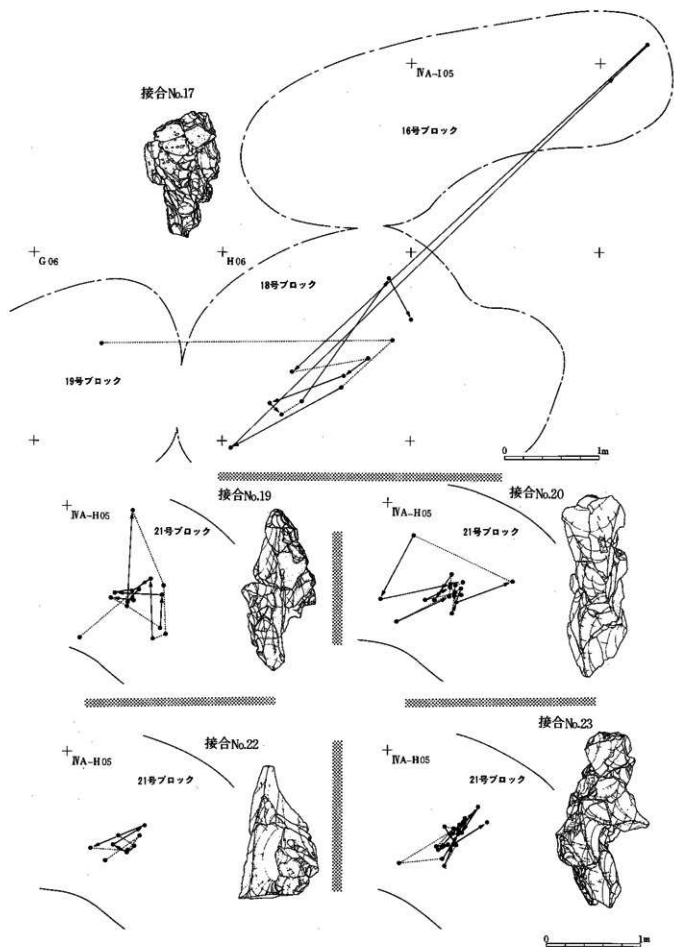 ⅣA-I05
接合No.17
16号ブロック
G06
H06
18号ブロック
19号ブロック
0 1m
接合No.19
ⅣA-H05
21号ブロック
接合No.20
ⅣA-H05
21号ブロック
接合No.22
ⅣA-H05
21号ブロック
接合No.23
ⅣA-H05
21号ブロック
0 1m